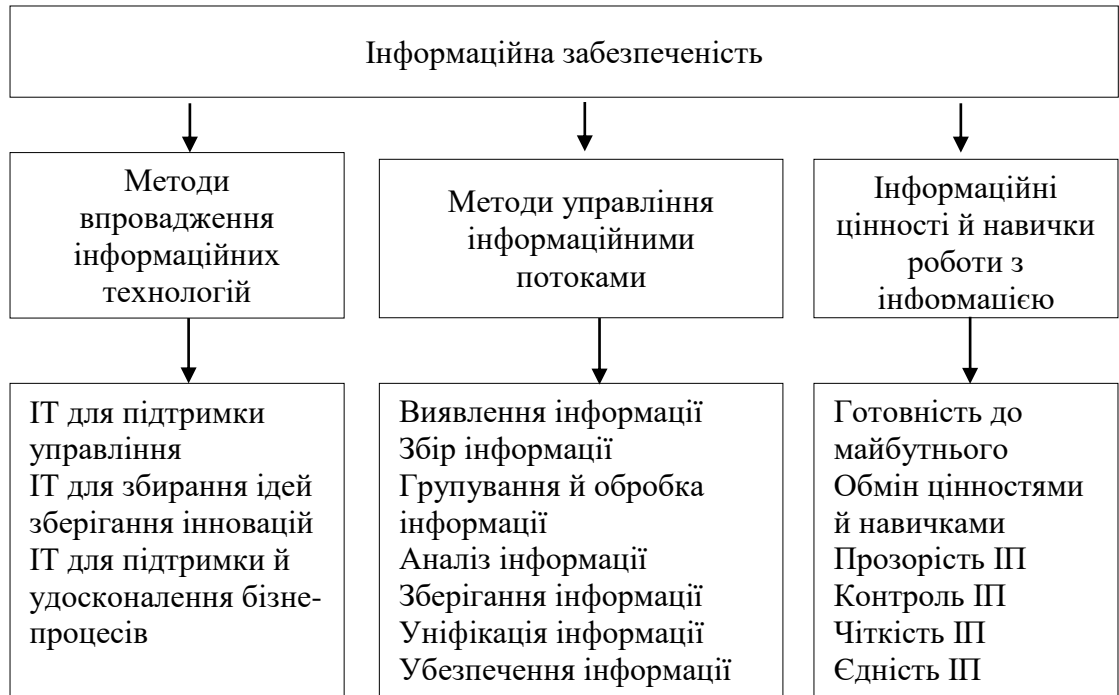 Інформаційна забезпеченість
Методи
впровадження
інформаційних
технологій
Методи управління
інформаційними
потоками
Інформаційні
цінності й навички
роботи з
інформацією
ІТ для підтримки
управління
ІТ для збирання ідей
зберігання інновацій
ІТ для підтримки й
удосконалення бізне-
процесів
Виявлення інформації
Збір інформації
Групування й обробка
інформації
Аналіз інформації
Зберігання інформації
Уніфікація інформації
Убезпечення інформації
Готовність до
майбутнього
Обмін цінностями
й навичками
Прозорість ІП
Контроль ІП
Чіткість ІП
Єдність ІП